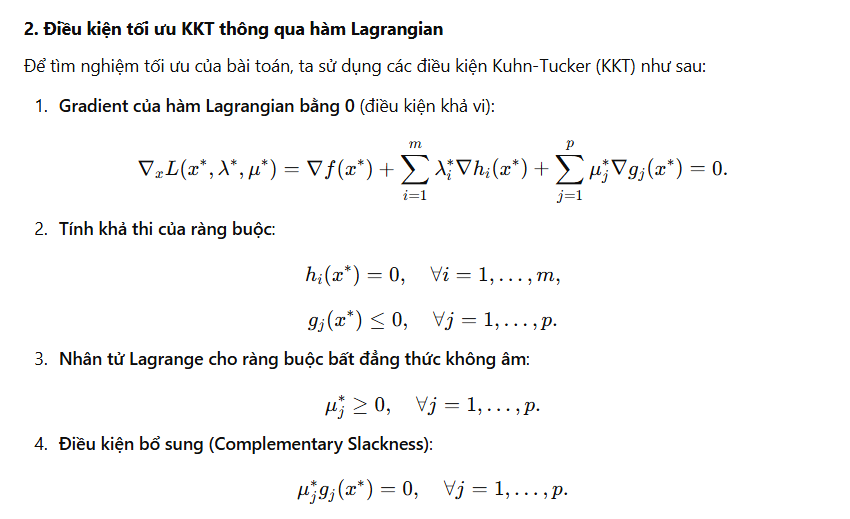 2. Điều kiện tối ưu KKT thông qua hàm Lagrangian
Để tìm nghiệm tối ưu của bài toán, ta sử dụng các điều kiện Kuhn-Tucker (KKT) như sau:
1. Gradient của hàm Lagrangian bằng 0 (điều kiện khả vi):
∇ₓL(x*, λ*, μ*) = ∇f(x*) + ∑_{i=1}^{m} λᵢ*∇hᵢ(x*) + ∑_{j=1}^{p} μⱼ*∇gⱼ(x*) = 0.
2. Tính khả thi của ràng buộc:
hᵢ(x*) = 0, ∀i = 1, …, m,
gⱼ(x*) ≤ 0, ∀j = 1, …, p.
3. Nhân tử Lagrange cho ràng buộc bất đẳng thức không âm:
μⱼ* ≥ 0, ∀j = 1, …, p.
4. Điều kiện bổ sung (Complementary Slackness):
μⱼ*gⱼ(x*) = 0, ∀j = 1, …, p.